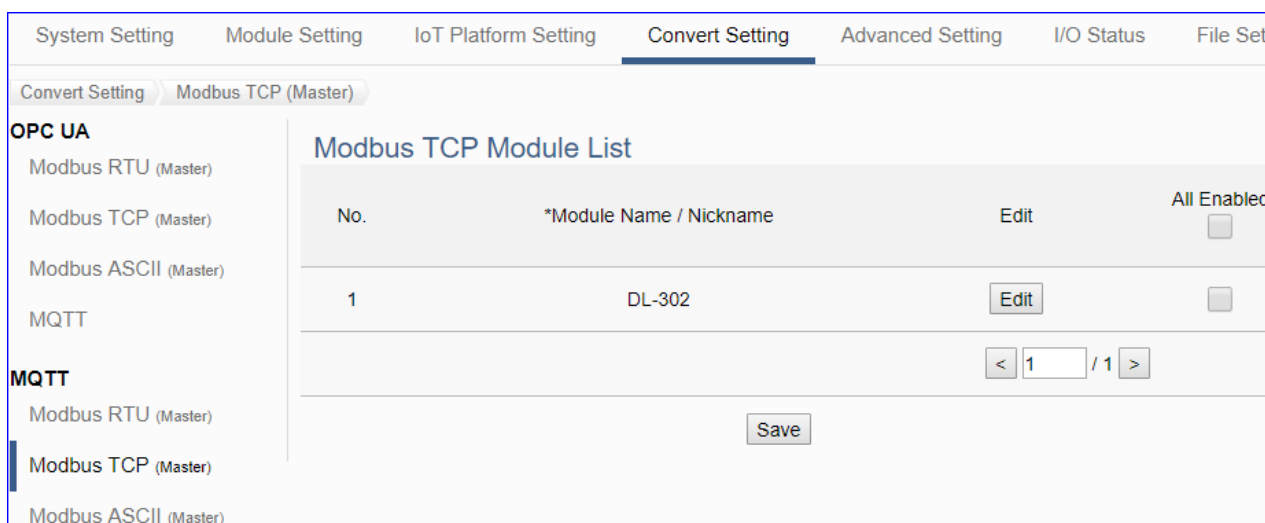 System Setting Module Setting IoT Platform Setting Convert Setting Advanced Setting I/O Status File Set
Convert Setting Modbus TCP (Master)
OPC UA
Modbus RTU (Master)
Modbus TCP (Master)
Modbus ASCII (Master)
MQTT
MQTT
Modbus RTU (Master)
Modbus TCP (Master)
Modbus ASCII (Master)
Modbus TCP Module List
No. *Module Name / Nickname Edit All Enabled
1 DL-302 Edit
< 1 / 1 >
Save